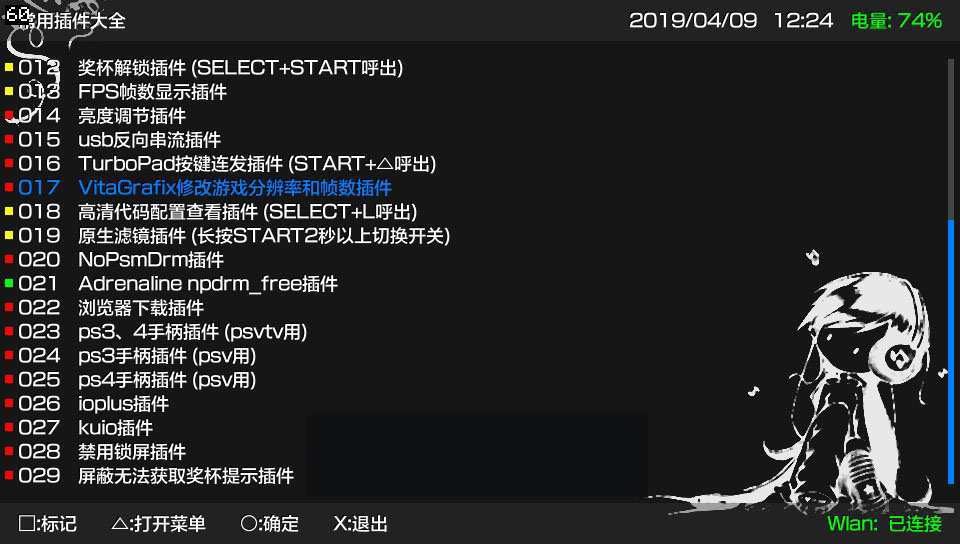 60
常用插件大全 2019/04/09 12:24 电量: 74%
012 奖杯解锁插件 (SELECT+START呼出)
013 FPS帧数显示插件
014 亮度调节插件
015 usb反向串流插件
016 TurboPad按键连发插件 (START+△呼出)
017 VitaGrafix修改游戏分辨率和帧数插件
018 高清代码配置查看插件 (SELECT+L呼出)
019 原生滤镜插件 (长按START2秒以上切换开关)
020 NoPsmDrm插件
021 Adrenaline npdrm_free插件
022 浏览器下载插件
023 ps3、4手柄插件 (psvtv用)
024 ps3手柄插件 (psv用)
025 ps4手柄插件 (psv用)
026 ioplus插件
027 kuio插件
028 禁用锁屏插件
029 屏蔽无法获取奖杯提示插件
□:标记 △:打开菜单 ○:确定 X:退出 Wlan: 已连接